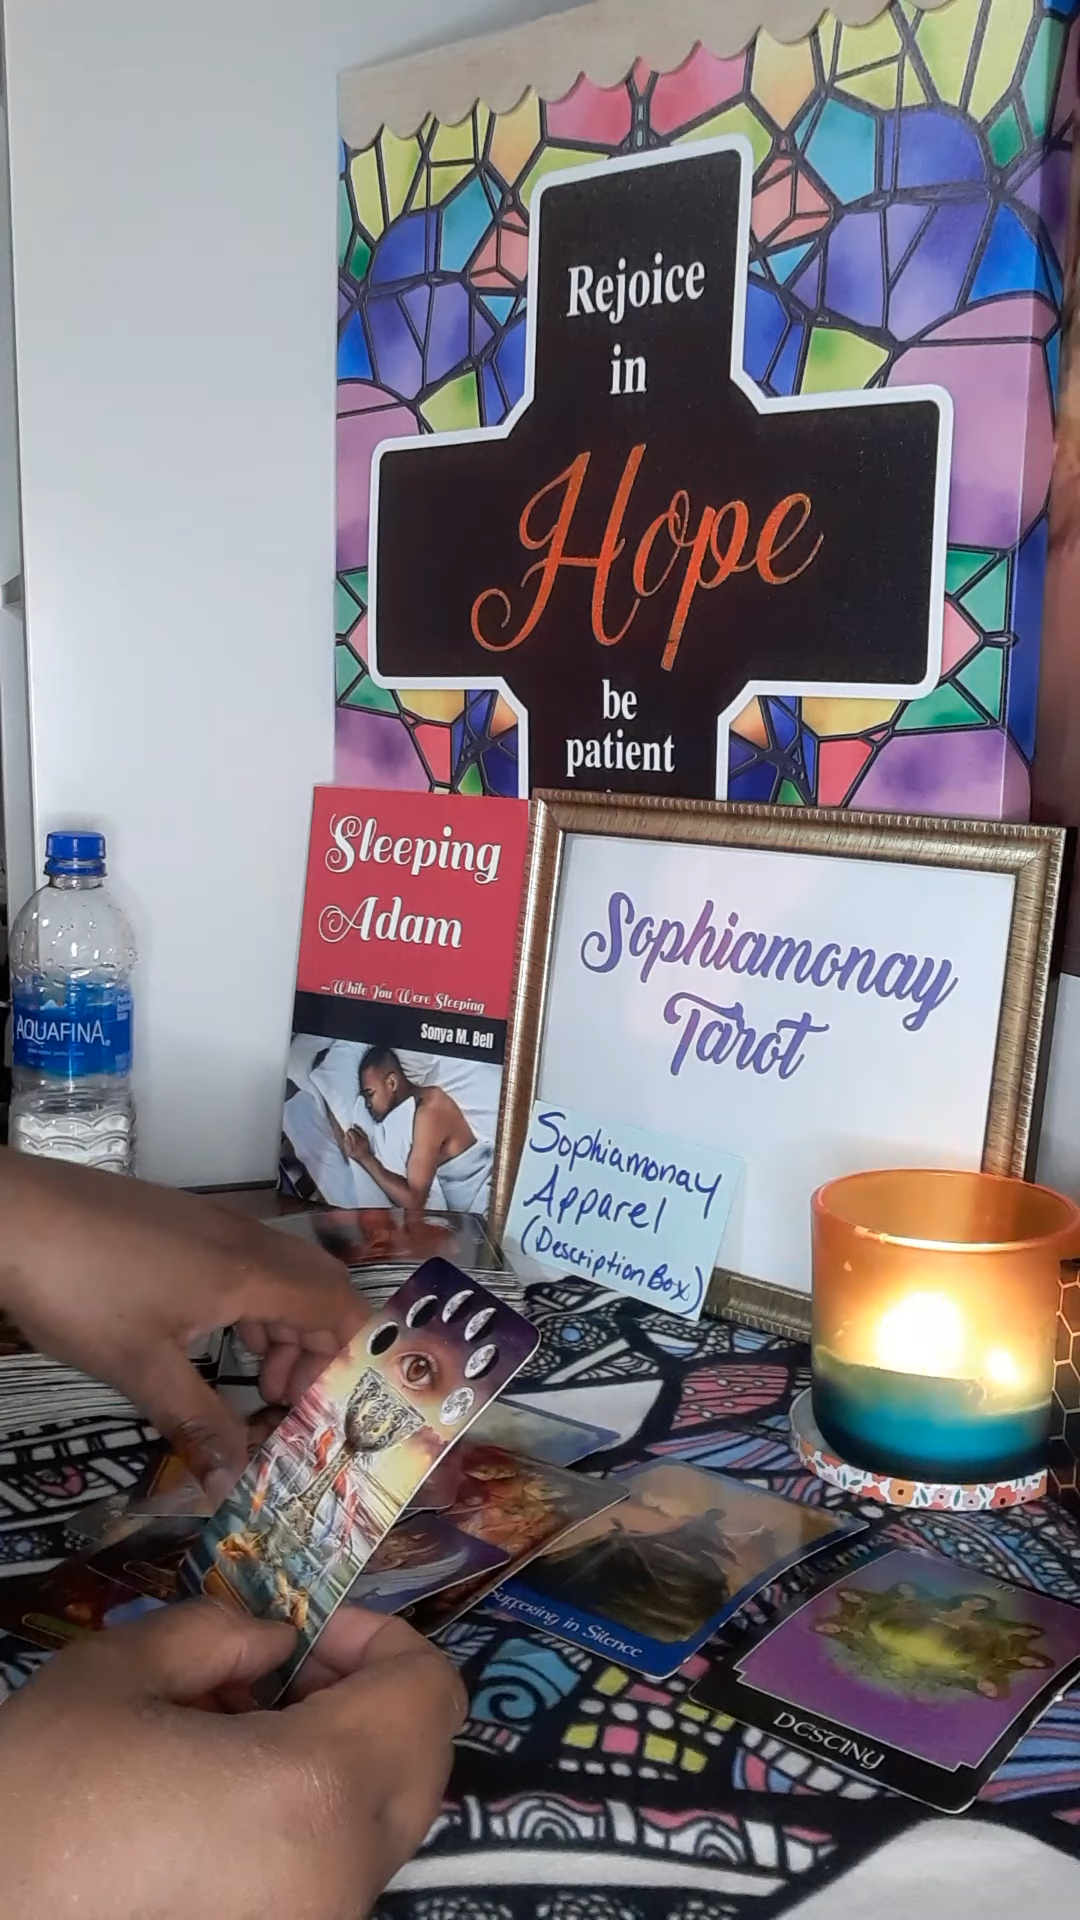 Rejoice
in
Hope
be
patient
Sleeping
Adam
...While You Were Sleeping
Sonya M. Bell
Sophiamonay
Tarot
Sophiamonay
Apparel
(Description Box)
AQUAFINA
Suffering in Silence
DESTINY